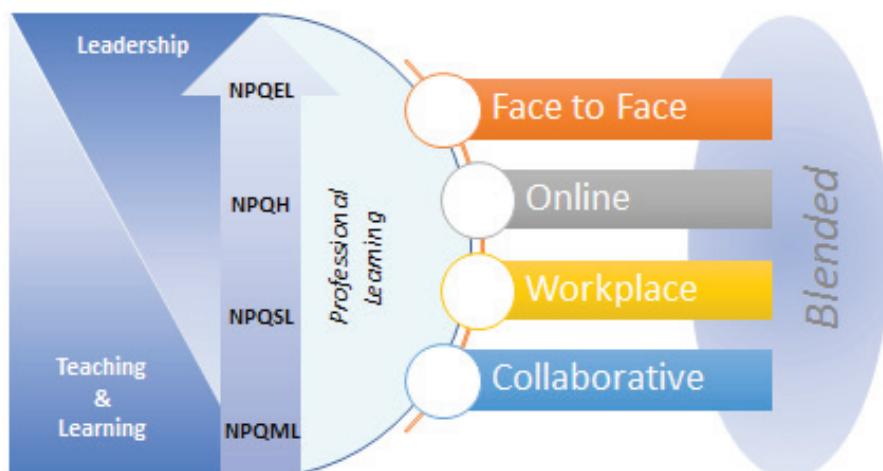 Leadership
Teaching
&
Learning
NPQEL
NPQH
NPQSL
NPQML
Professional
Learning
Face to Face
Online
Workplace
Collaborative
Blended